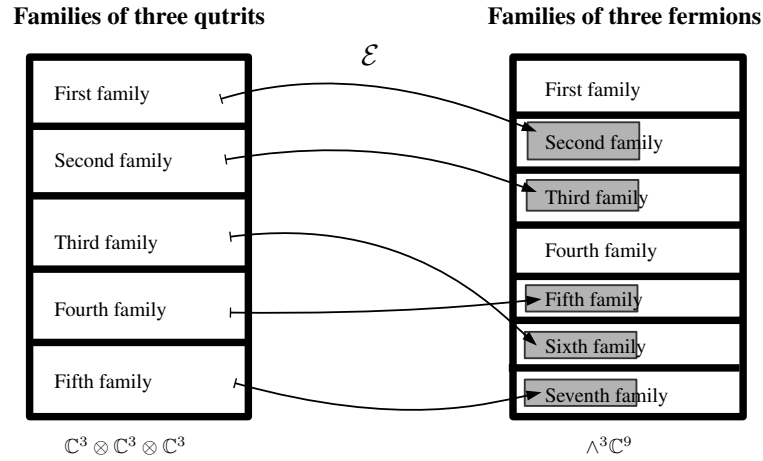 Families of three qutrits
Families of three fermions
ℰ
First family
Second family
Third family
Fourth family
Fifth family
First family
Second family
Third family
Fourth family
Fifth family
Sixth family
Seventh family
ℂ³ ⊗ ℂ³ ⊗ ℂ³
∧³ℂ⁹